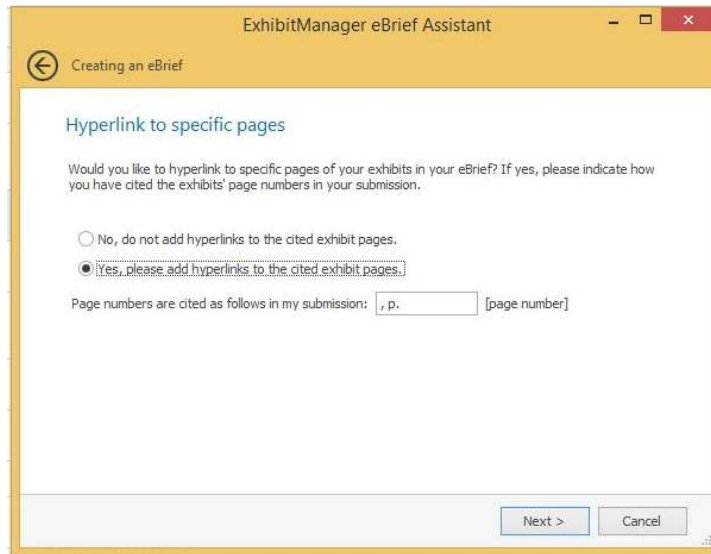 ExhibitManager eBrief Assistant
Creating an eBrief
Hyperlink to specific pages
Would you like to hyperlink to specific pages of your exhibits in your eBrief? If yes, please indicate how
you have cited the exhibits' page numbers in your submission.
No, do not add hyperlinks to the cited exhibit pages.
Yes, please add hyperlinks to the cited exhibit pages.
Page numbers are cited as follows in my submission: , p. [page number]
Next > Cancel